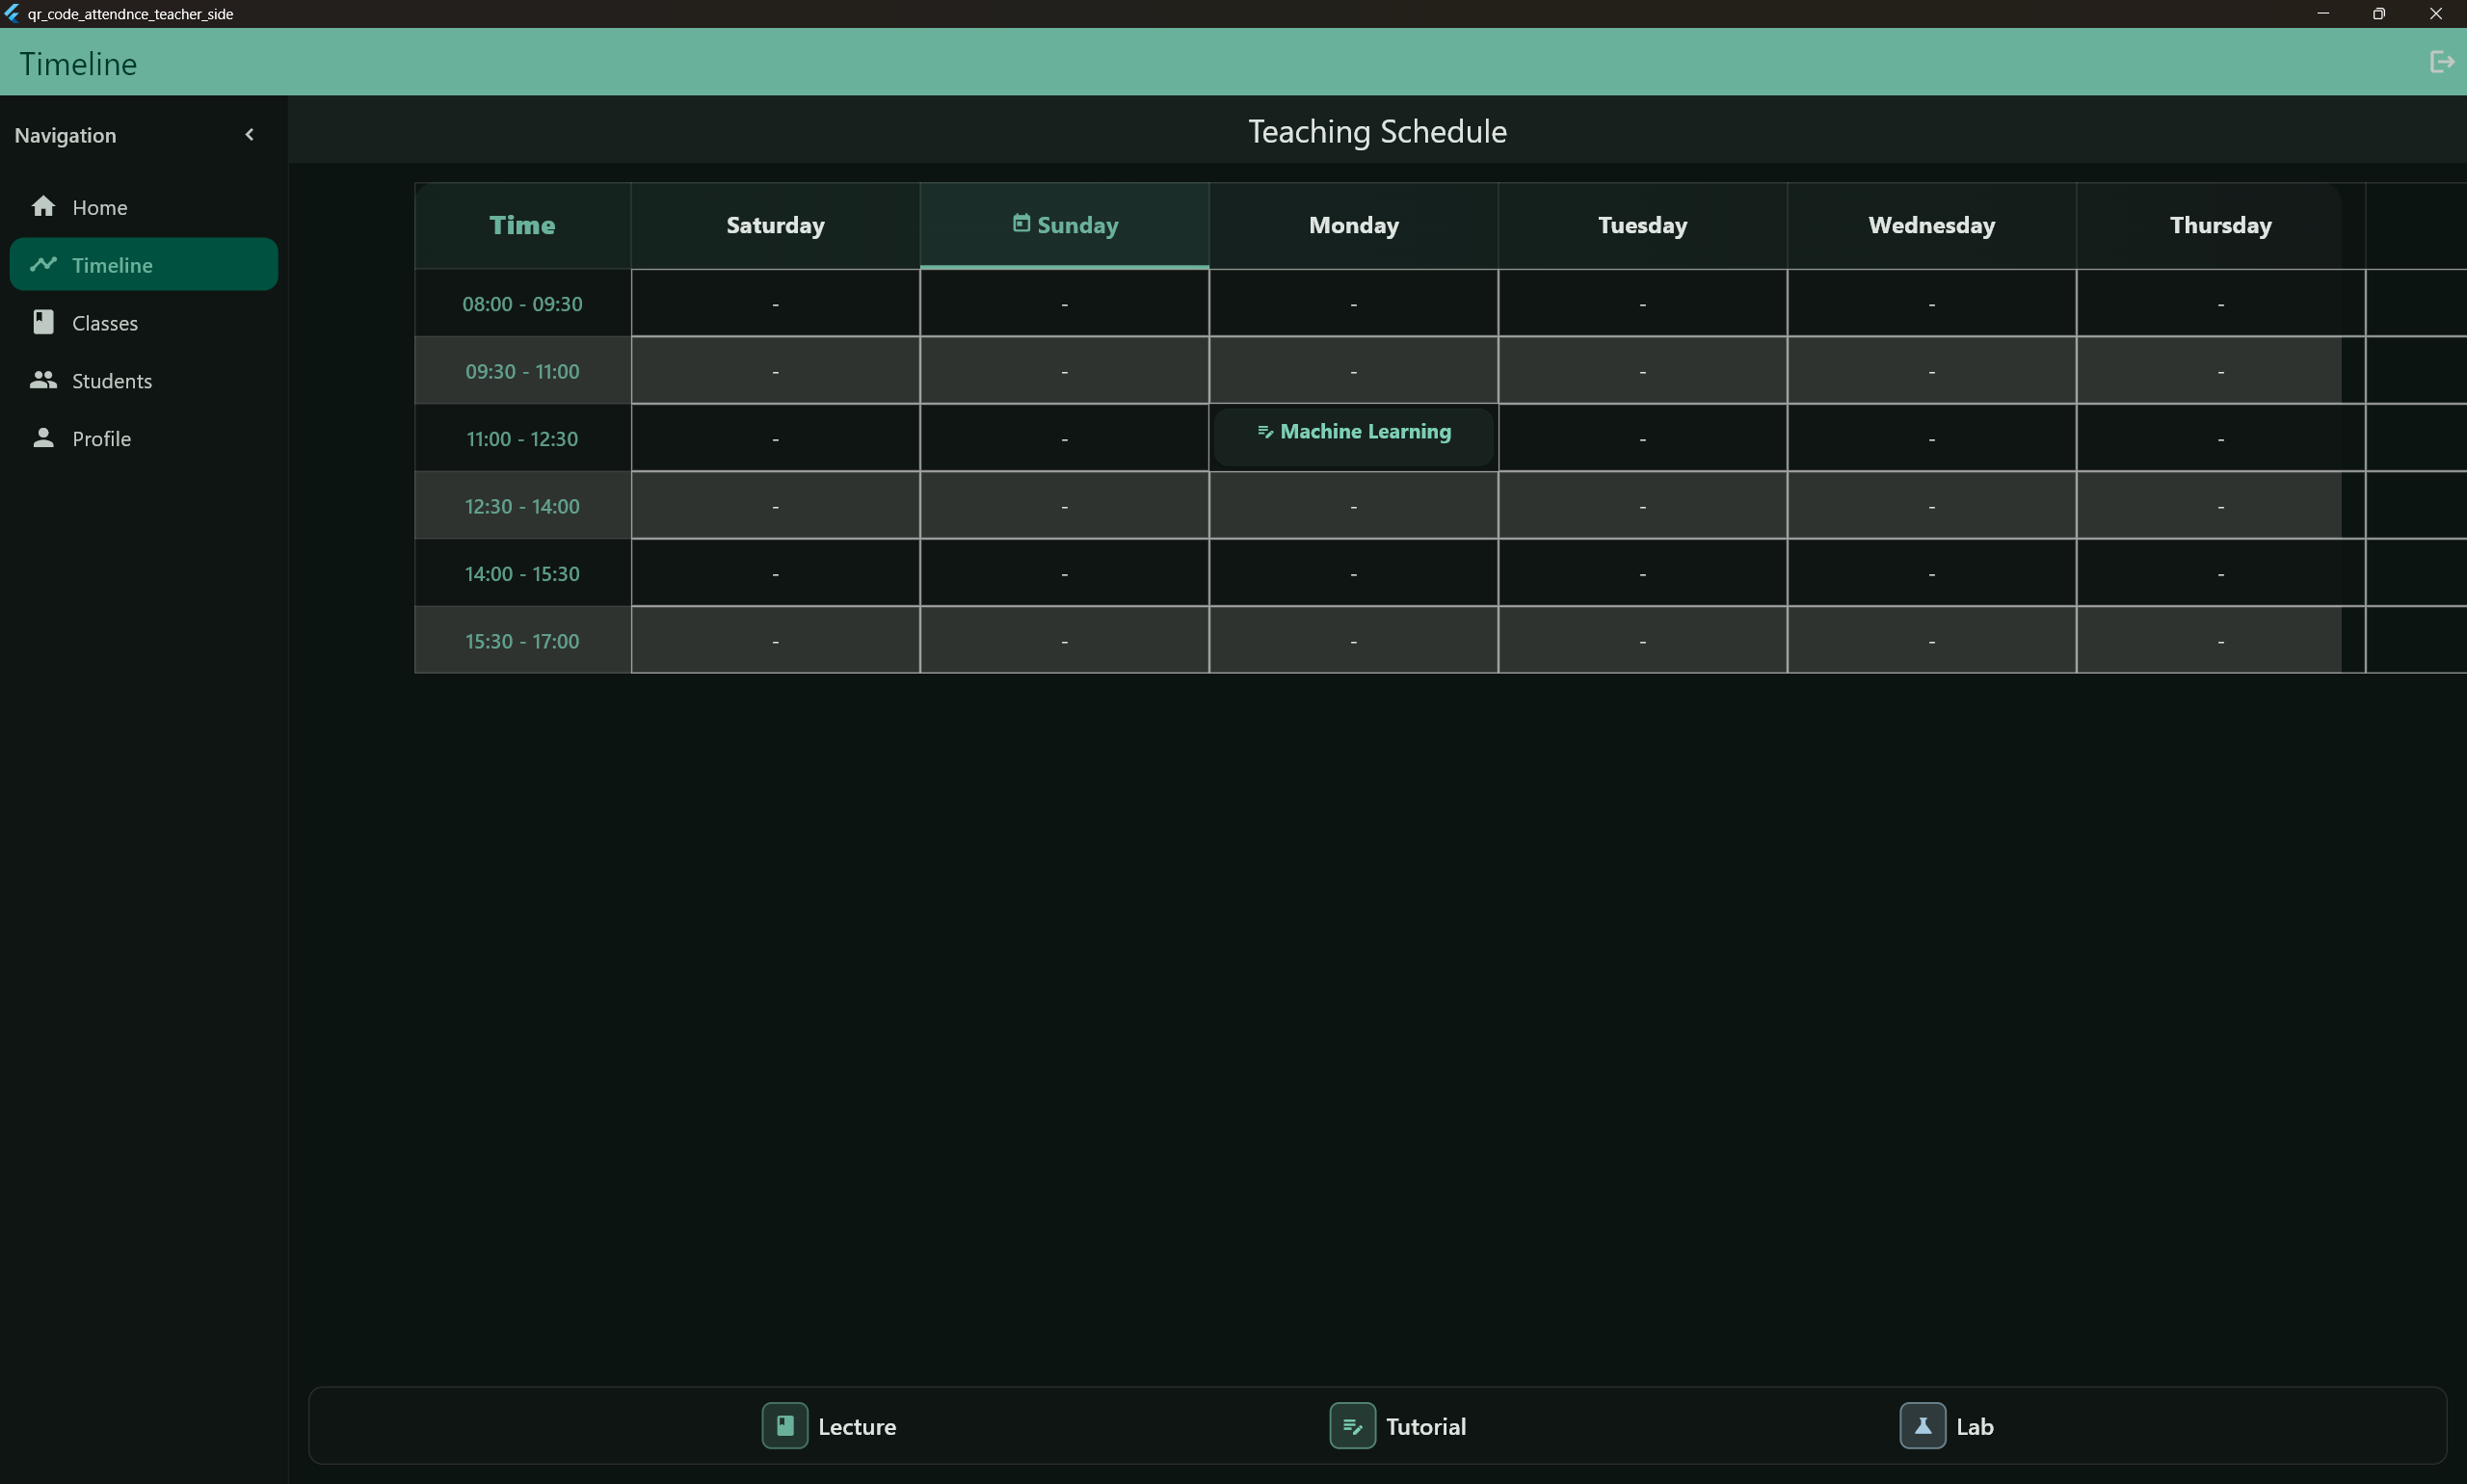 qr_code_attendnce_teacher_side
Timeline
Navigation
Home
Timeline
Classes
Students
Profile
Teaching Schedule
Time Saturday Sunday Monday Tuesday Wednesday Thursday
08:00 - 09:30 - - - - - -
09:30 - 11:00 - - - - - -
11:00 - 12:30 - - Machine Learning - - -
12:30 - 14:00 - - - - - -
14:00 - 15:30 - - - - - -
15:30 - 17:00 - - - - - -
Lecture Tutorial Lab